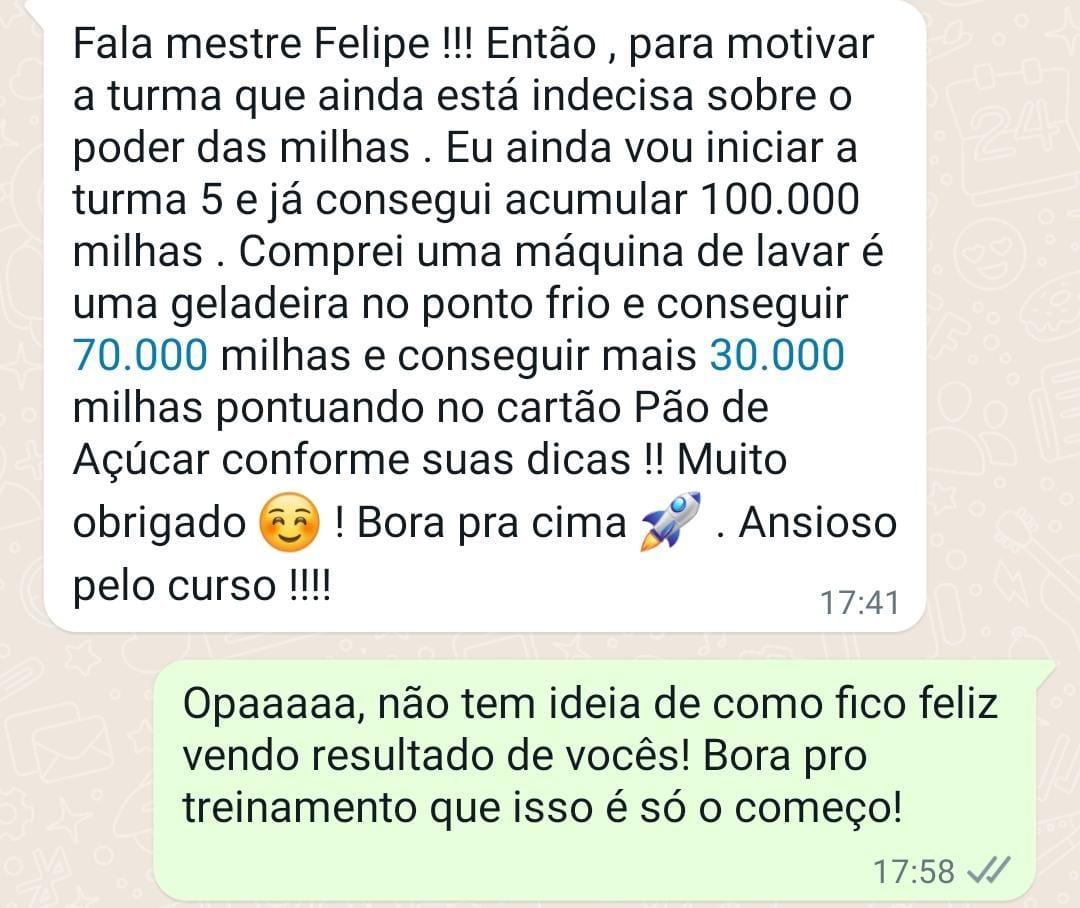 Fala mestre Felipe !!! Então , para motivar
a turma que ainda está indecisa sobre o
poder das milhas . Eu ainda vou iniciar a
turma 5 e já consegui acumular 100.000
milhas . Comprei uma máquina de lavar é
uma geladeira no ponto frio e conseguir
70.000 milhas e conseguir mais 30.000
milhas pontuando no cartão Pão de
Açúcar conforme suas dicas !! Muito
obrigado ☺️ ! Bora pra cima 🚀 . Ansioso
pelo curso !!!!
17:41
Opaaaaa, não tem ideia de como fico feliz
vendo resultado de vocês! Bora pro
treinamento que isso é só o começo!
17:58